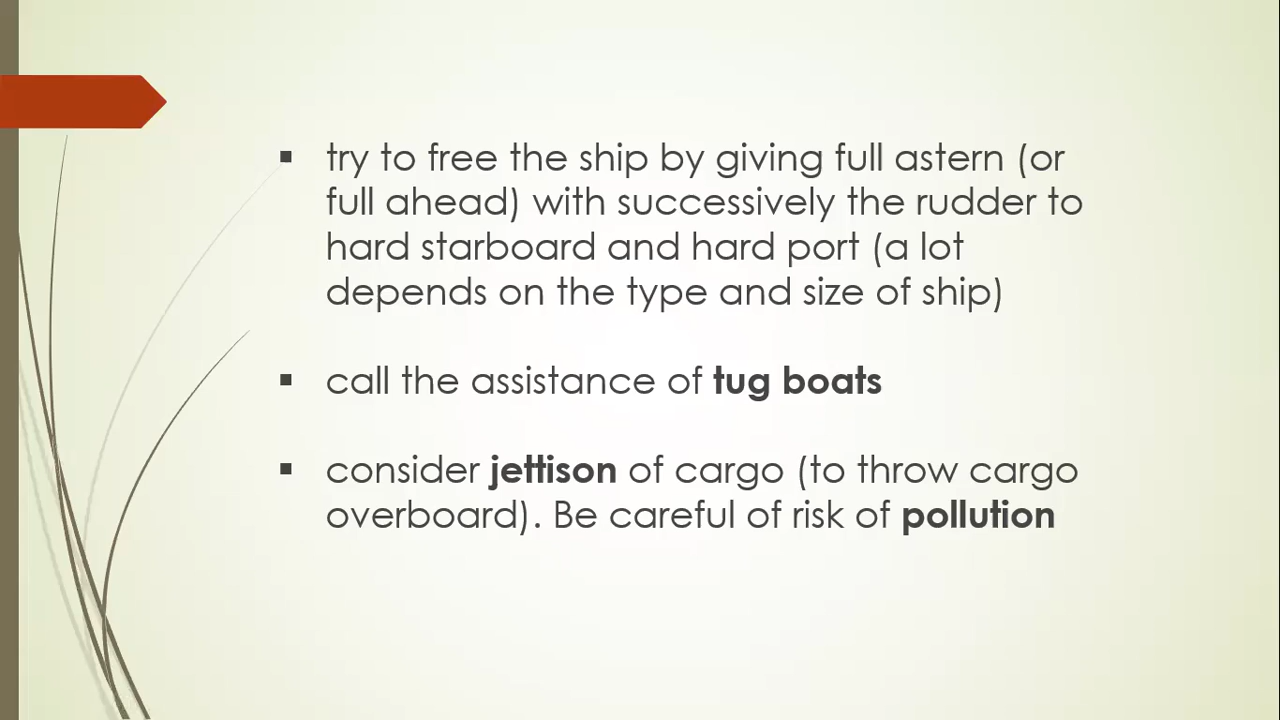 ▪ try to free the ship by giving full astern (or
full ahead) with successively the rudder to
hard starboard and hard port (a lot
depends on the type and size of ship)
▪ call the assistance of tug boats
▪ consider jettison of cargo (to throw cargo
overboard). Be careful of risk of pollution